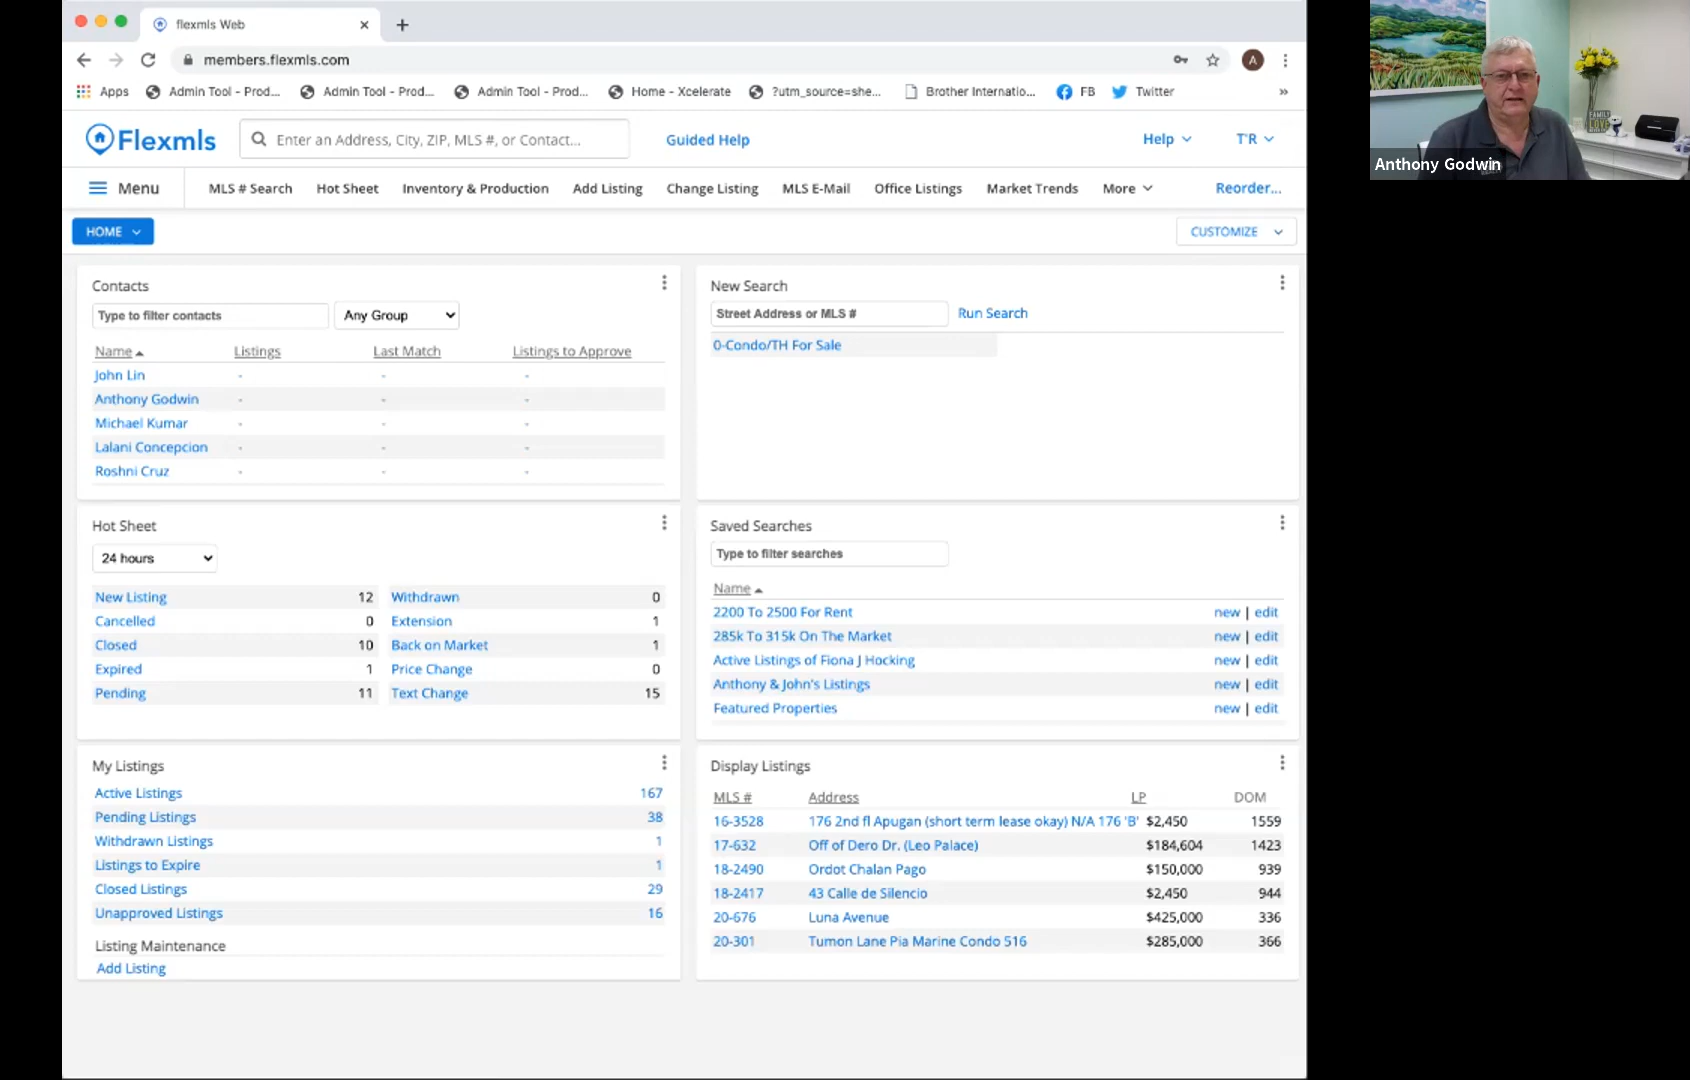 flexmls Web
members.flexmls.com
A
Apps Admin Tool - Prod... Admin Tool - Prod... Admin Tool - Prod... Home - Xcelerate ?utm_source=she... Brother Internatio... FB Twitter »
Flexmls Enter an Address, City, ZIP, MLS #, or Contact... Guided Help Help T'R
Menu MLS # Search Hot Sheet Inventory & Production Add Listing Change Listing MLS E-Mail Office Listings Market Trends More Reorder...
HOME CUSTOMIZE
Contacts
Type to filter contacts Any Group
Name Listings Last Match Listings to Approve
John Lin - - -
Anthony Godwin - - -
Michael Kumar - - -
Lalani Concepcion - - -
Roshni Cruz - - -
New Search
Street Address or MLS # Run Search
0-Condo/TH For Sale
Hot Sheet
24 hours
New Listing 12 Withdrawn 0
Cancelled 0 Extension 1
Closed 10 Back on Market 1
Expired 1 Price Change 0
Pending 11 Text Change 15
Saved Searches
Type to filter searches
Name
2200 To 2500 For Rent new | edit
285k To 315k On The Market new | edit
Active Listings of Fiona J Hocking new | edit
Anthony & John's Listings new | edit
Featured Properties new | edit
My Listings
Active Listings 167
Pending Listings 38
Withdrawn Listings 1
Listings to Expire 1
Closed Listings 29
Unapproved Listings 16
Listing Maintenance
Add Listing
Display Listings
MLS # Address LP DOM
16-3528 176 2nd fl Apugan (short term lease okay) N/A 176 'B' $2,450 1559
17-632 Off of Dero Dr. (Leo Palace) $184,604 1423
18-2490 Ordot Chalan Pago $150,000 939
18-2417 43 Calle de Silencio $2,450 944
20-676 Luna Avenue $425,000 336
20-301 Tumon Lane Pia Marine Condo 516 $285,000 366
FAMILY
LOVE
Anthony Godwin